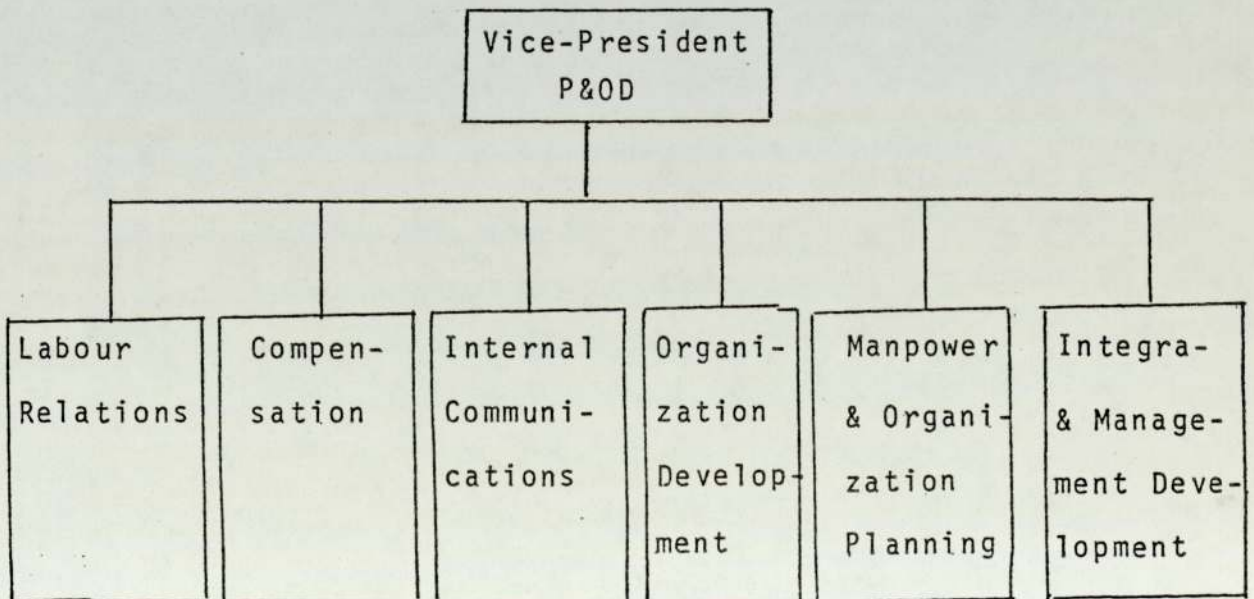 Vice-President
P&OD
Labour
Relations
Compen-
sation
Internal
Communi-
cations
Organi-
zation
Develop-
ment
Manpower
& Organi-
zation
Planning
Integra-
& Manage-
ment Deve-
lopment